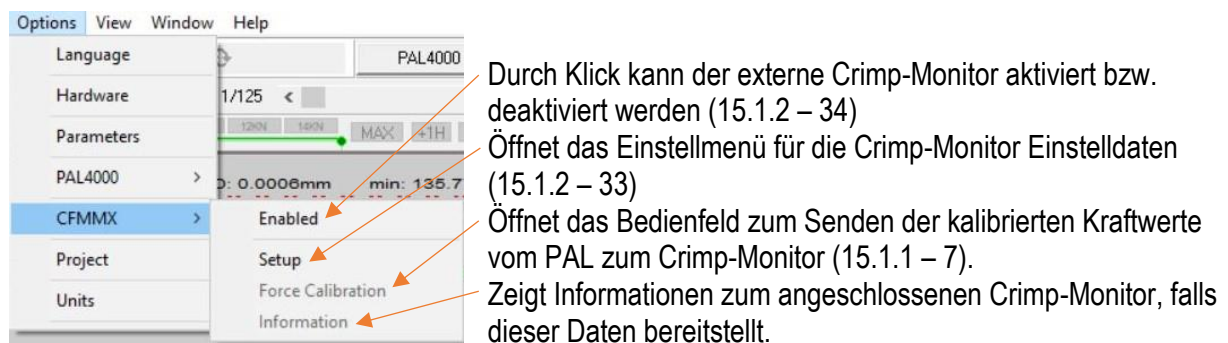 Options View Window Help
Language
PAL4000
Hardware
1/125 <
Parameters
12KN 14KN MAX +1H
PAL4000 >
0.0006mm min: 135.7
CFMMX >
Enabled
Project
Setup
Units
Force Calibration
Information
Durch Klick kann der externe Crimp-Monitor aktiviert bzw.
deaktiviert werden (15.1.2 – 34)
Öffnet das Einstellmenü für die Crimp-Monitor Einstelldaten
(15.1.2 – 33)
Öffnet das Bedienfeld zum Senden der kalibrierten Kraftwerte
vom PAL zum Crimp-Monitor (15.1.1 – 7).
Zeigt Informationen zum angeschlossenen Crimp-Monitor, falls
dieser Daten bereitstellt.